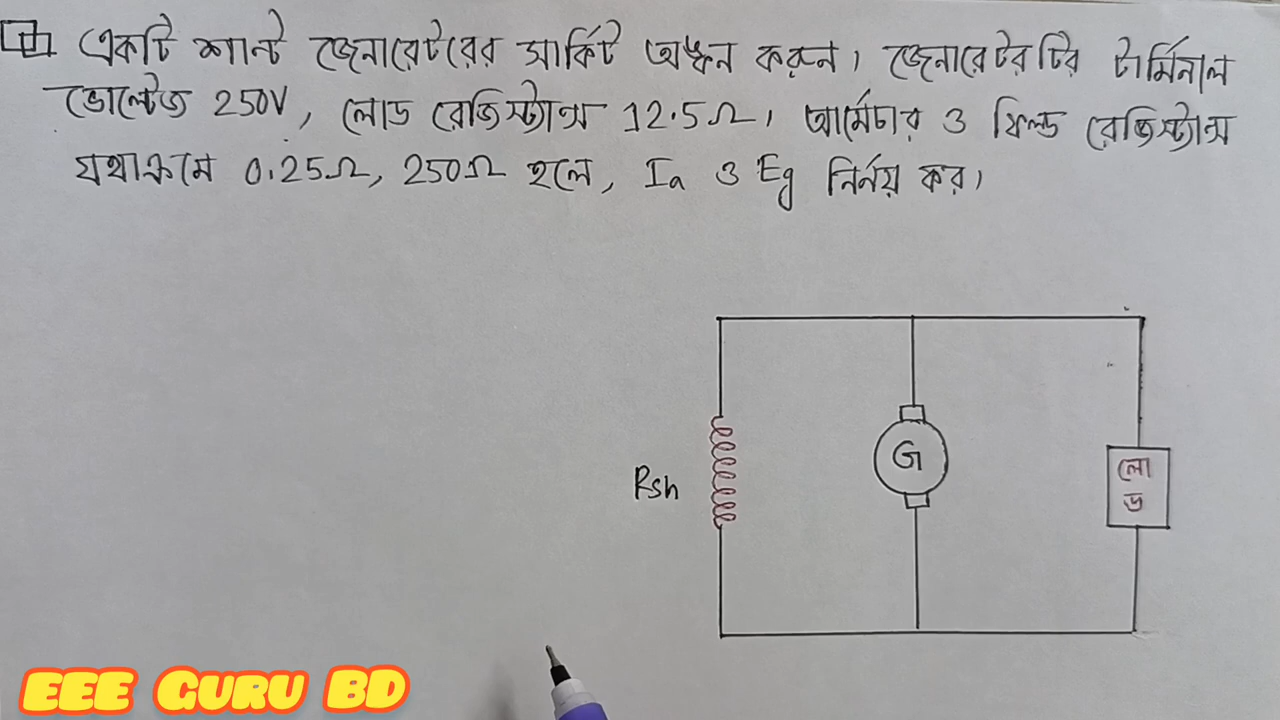 একটি শান্ট জেনারেটরের সার্কিট অঙ্কন করুন। জেনারেটরটির টার্মিনাল
ভোল্টেজ 250V, লোড রেজিস্ট্যান্স 12.5Ω, আর্মেচার ও ফিল্ড রেজিস্ট্যান্স
যথাক্রমে 0.25Ω, 250Ω হলে, Ia ও Eg নির্নয় কর।
Rsh
G
লো
ড
EEE GURU BD